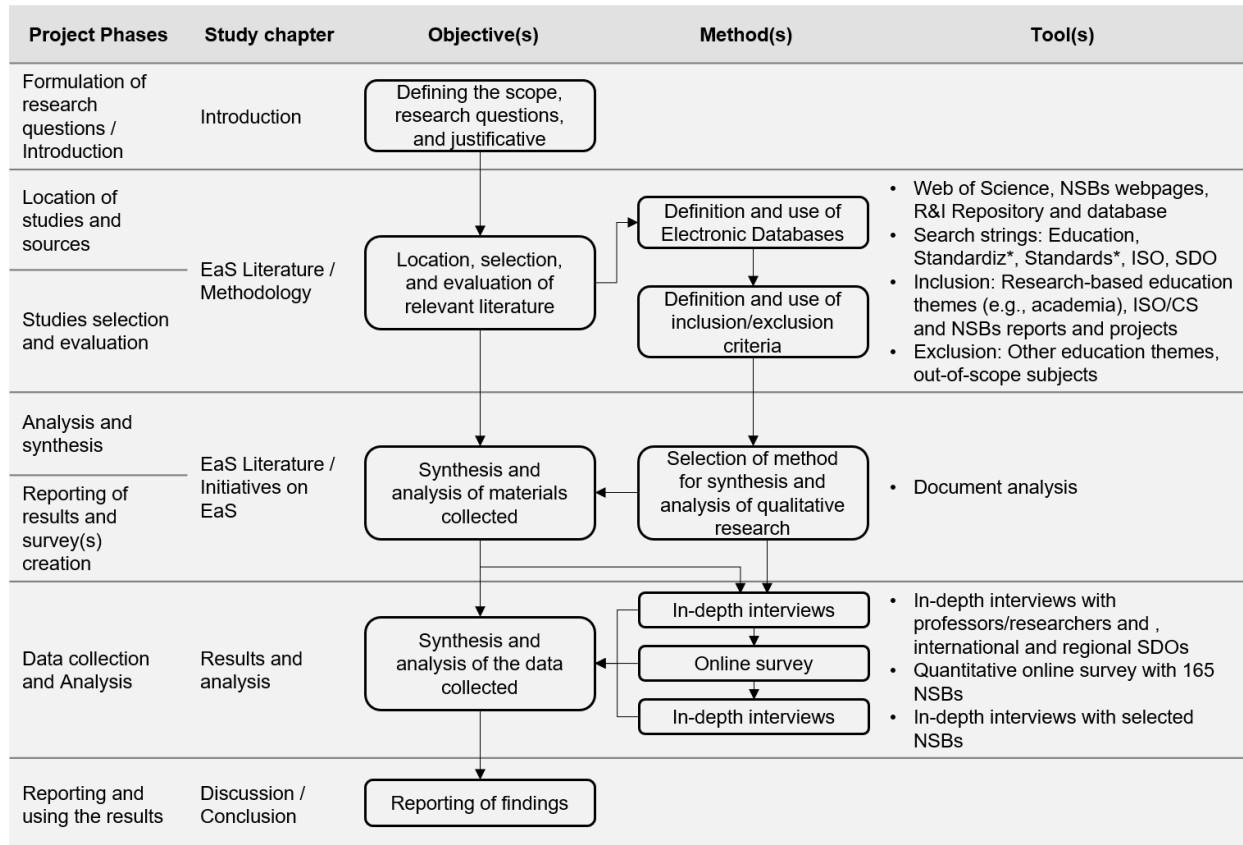 Project Phases
Study chapter
Objective(s)
Method(s)
Tool(s)
Formulation of
research
questions /
Introduction
Introduction
Defining the scope,
research questions,
and justificative
Location of
studies and
sources
Studies selection
and evaluation
EaS Literature /
Methodology
Location, selection,
and evaluation of
relevant literature
Definition and use of
Electronic Databases
Definition and use of
inclusion/exclusion
criteria
• Web of Science, NSBs webpages,
R&I Repository and database
• Search strings: Education,
Standardiz*, Standards*, ISO, SDO
• Inclusion: Research-based education
themes (e.g., academia), ISO/CS
and NSBs reports and projects
• Exclusion: Other education themes,
out-of-scope subjects
Analysis and
synthesis
Reporting of
results and
survey(s)
creation
EaS Literature /
Initiatives on
EaS
Synthesis and
analysis of materials
collected
Selection of method
for synthesis and
analysis of qualitative
research
• Document analysis
Data collection
and Analysis
Results and
analysis
Synthesis and
analysis of the data
collected
In-depth interviews
Online survey
In-depth interviews
• In-depth interviews with
professors/researchers and ,
international and regional SDOs
• Quantitative online survey with 165
NSBs
• In-depth interviews with selected
NSBs
Reporting and
using the results
Discussion /
Conclusion
Reporting of findings